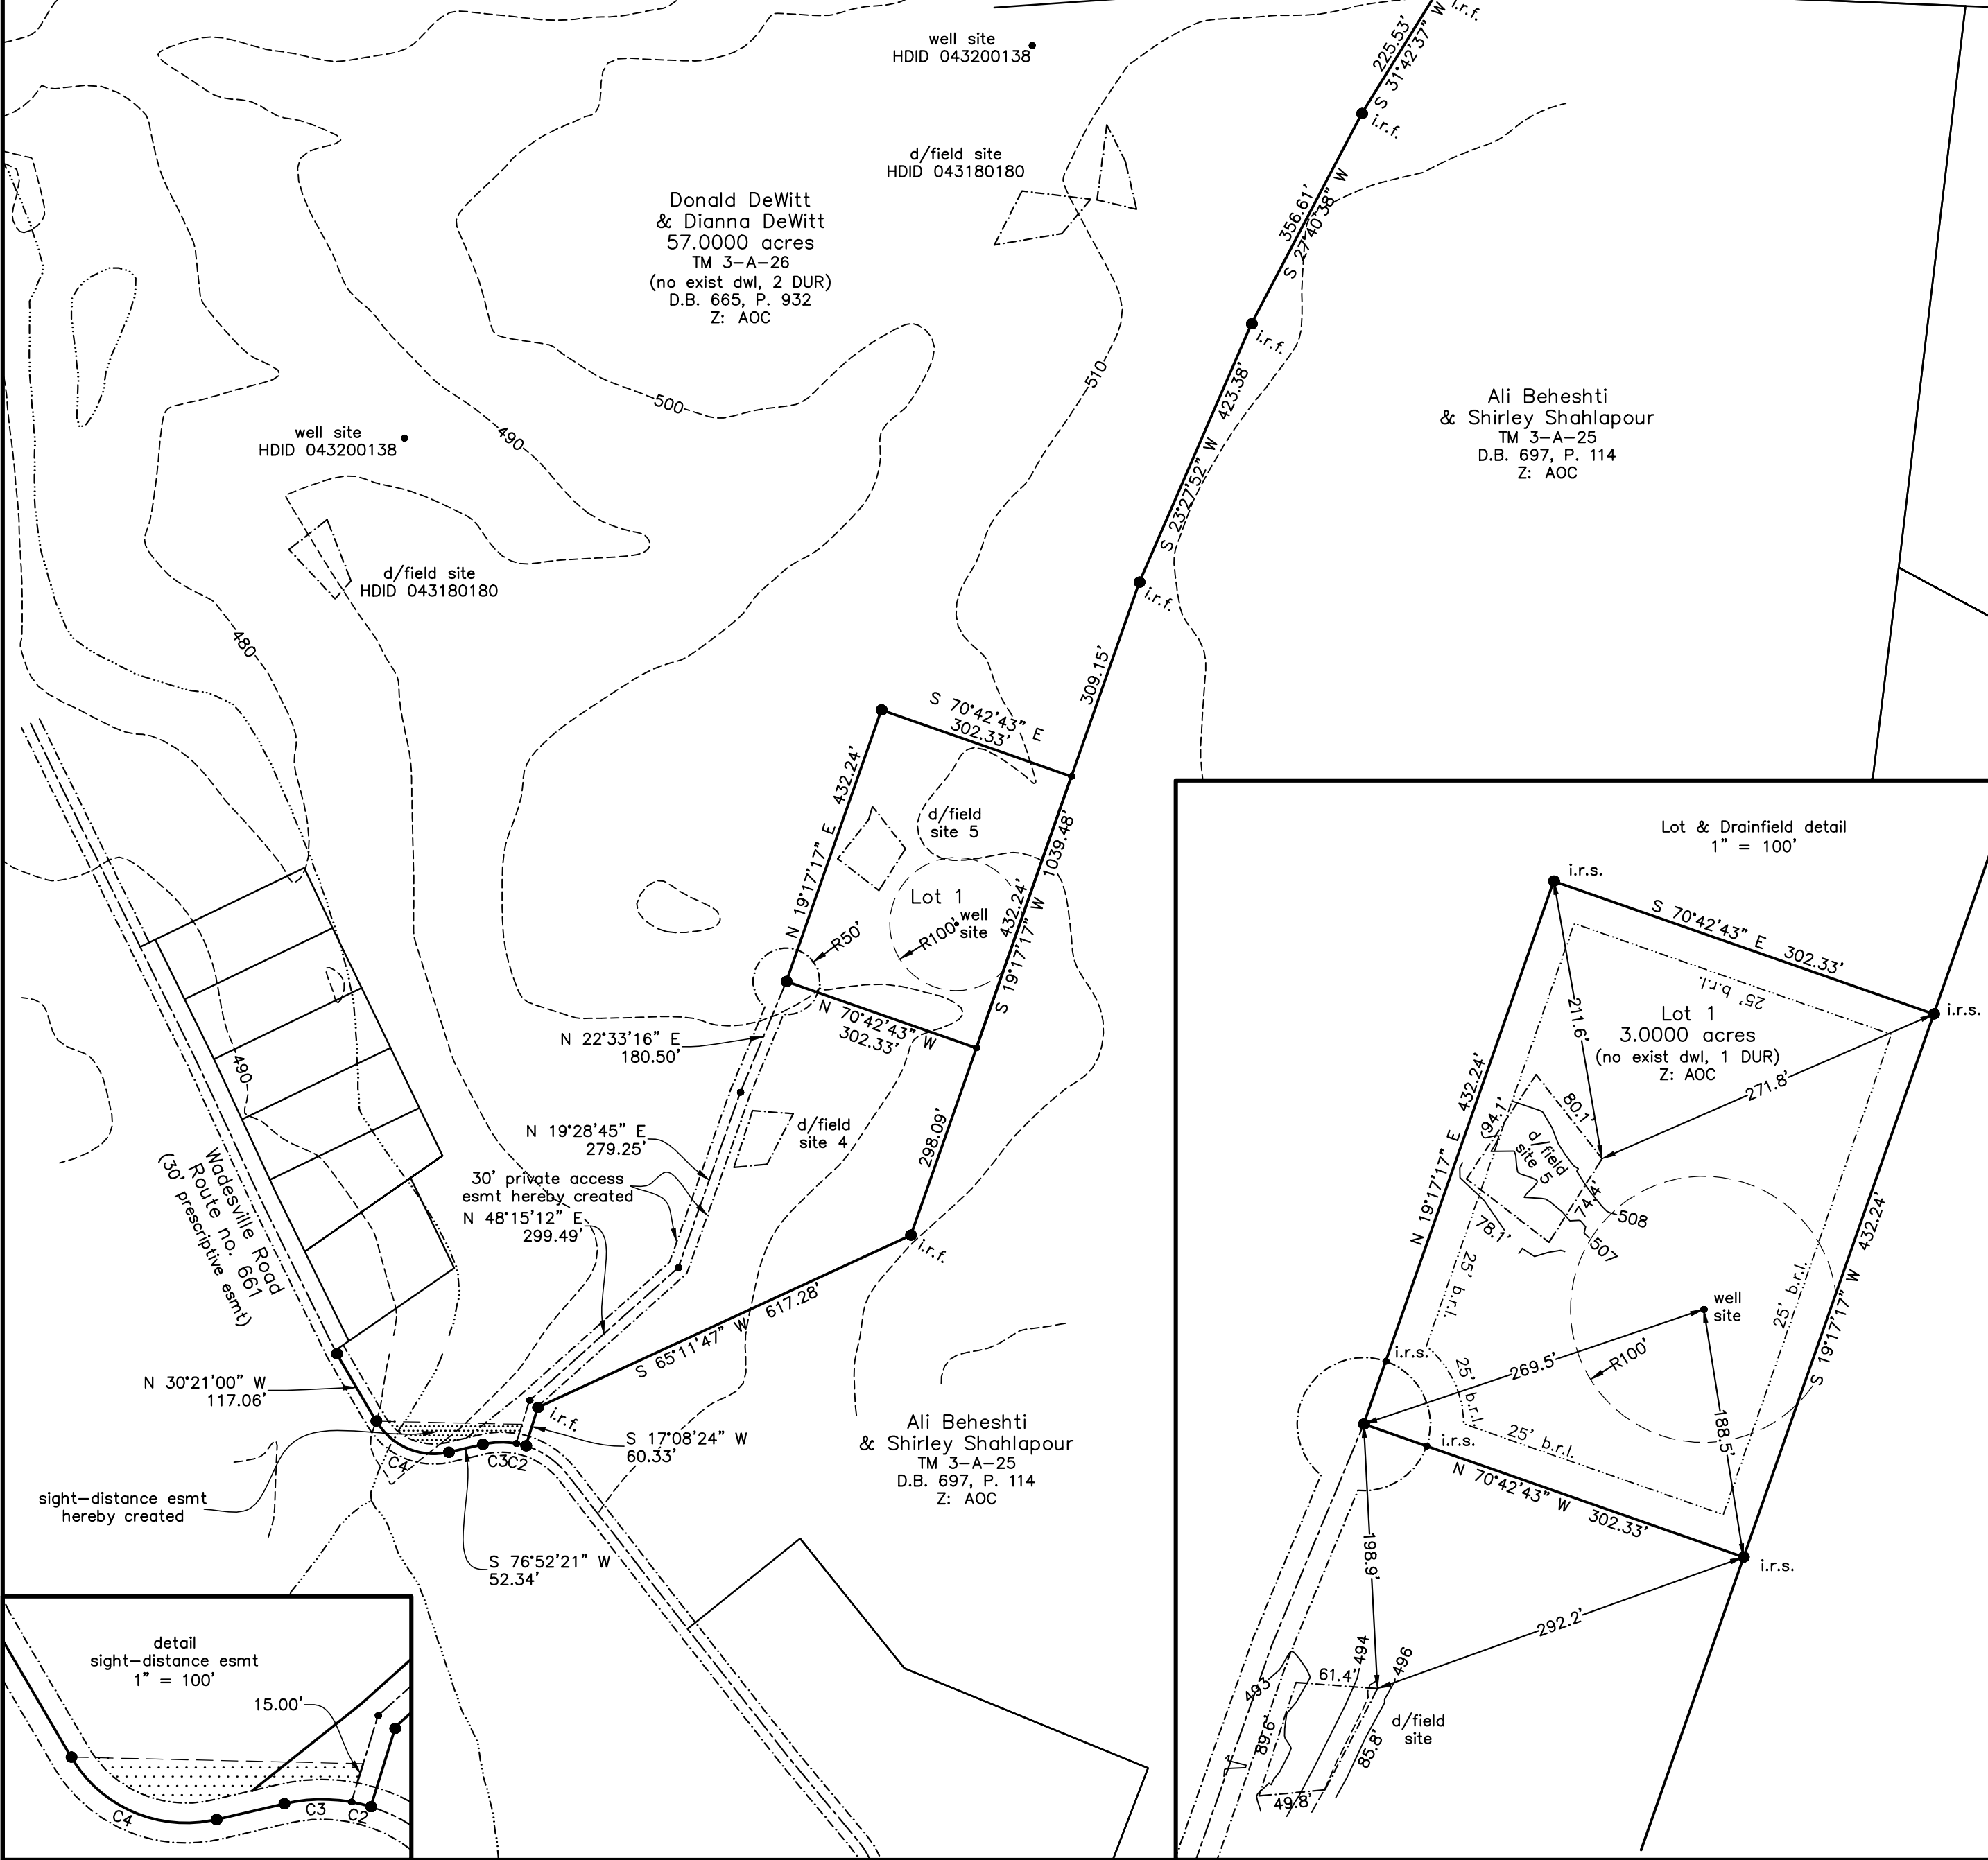 225.53'
S 31°42'37" W
i.r.f.
i.r.f.
well site
HDID 043200138
d/field site
HDID 043180180
356.61'
S 27°40'38" W
i.r.f.
Donald DeWitt
& Dianna DeWitt
57.0000 acres
TM 3-A-26
(no exist dwl, 2 DUR)
D.B. 665, P. 932
Z: AOC
510
500
490
423.38'
S 23°27'52" W
i.r.f.
Ali Beheshti
& Shirley Shahlapour
TM 3-A-25
D.B. 697, P. 114
Z: AOC
well site
HDID 043200138
d/field site
HDID 043180180
480
309.15'
S 70°42'43" E
302.33'
432.24'
N 19°17'17" E
d/field
site 5
1039.48'
432.24'
S 19°17'17" W
Lot 1
well
site
R100'
R50'
N 70°42'43" W
302.33'
N 22°33'16" E
180.50'
490
N 19°28'45" E
279.25'
d/field
site 4
298.09'
30' private access
esmt hereby created
N 48°15'12" E
299.49'
i.r.f.
Wadesville Road
Route no. 661
(30' prescriptive esmt)
S 65°11'47" W 617.28'
N 30°21'00" W
117.06'
i.r.f.
S 17°08'24" W
60.33'
C4
C3
C2
sight-distance esmt
hereby created
S 76°52'21" W
52.34'
Ali Beheshti
& Shirley Shahlapour
TM 3-A-25
D.B. 697, P. 114
Z: AOC
detail
sight-distance esmt
1" = 100'
15.00'
C4
C3
C2
Lot & Drainfield detail
1" = 100'
i.r.s.
S 70°42'43" E 302.33'
25' b.r.l.
i.r.s.
Lot 1
3.0000 acres
(no exist dwl, 1 DUR)
Z: AOC
211.6'
271.8'
432.24'
N 19°17'17" E
94.1'
80.1'
d/field
site 5
74.4'
78.1'
508
507
25' b.r.l.
432.24'
S 19°17'17" W
25' b.r.l.
well
site
R100'
269.5'
188.5'
i.r.s.
25' b.r.l.
25' b.r.l.
i.r.s.
N 70°42'43" W 302.33'
i.r.s.
198.9'
292.2'
493
494
496
61.4'
89.6'
85.8'
49.8'
d/field
site